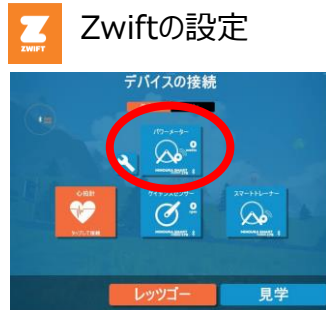 ZWIFT
Zwiftの設定
デバイスの接続
パワーメーター
心拍計
タップして接続
ケイデンスセンサー
スマートトレーナー
レッツゴー
見学